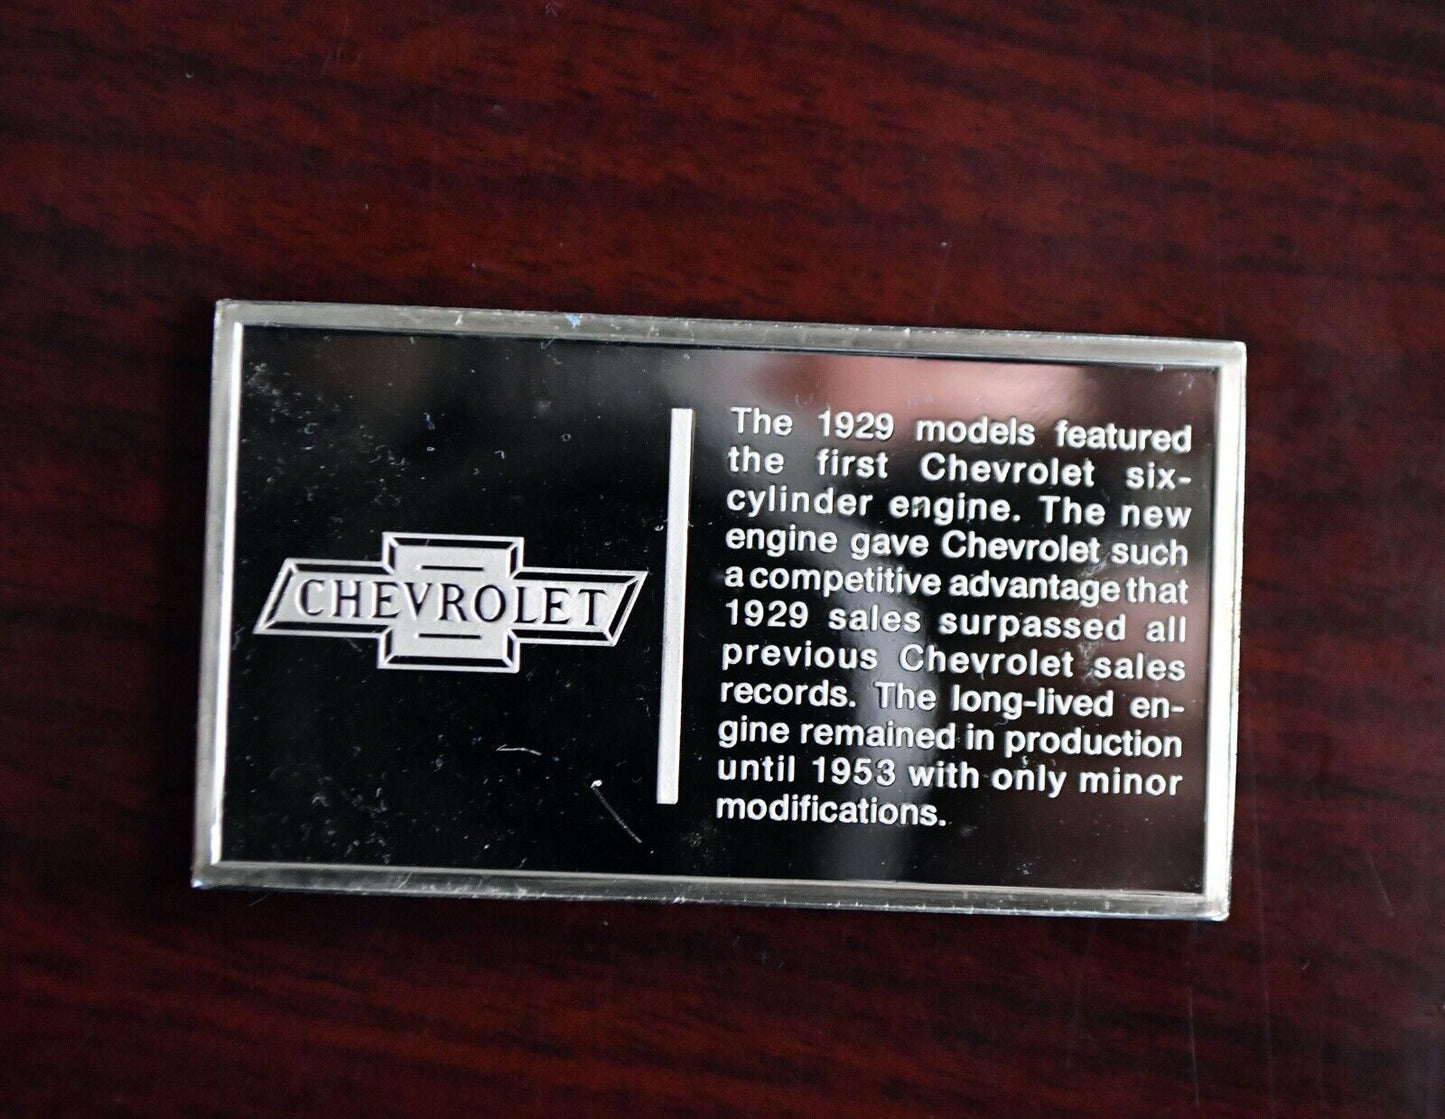 CHEVROLET
The 1929 models featured
the first Chevrolet six-
cylinder engine. The new
engine gave Chevrolet such
a competitive advantage that
1929 sales surpassed all
previous Chevrolet sales
records. The long-lived en-
gine remained in production
until 1953 with only minor
modifications.